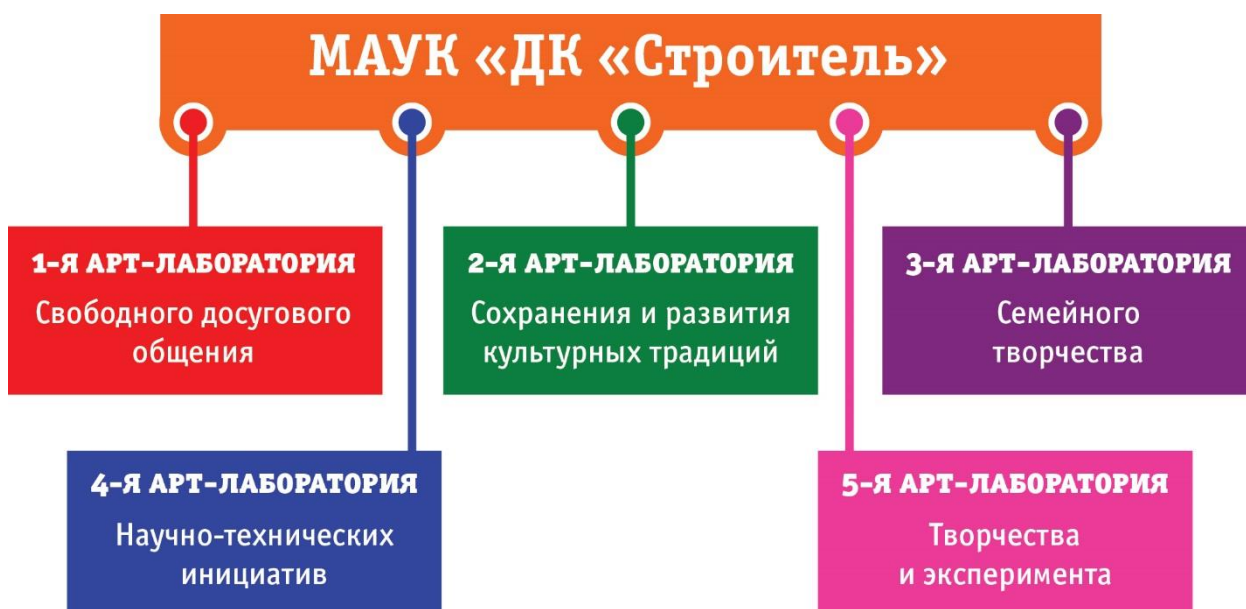 МАУК «ДК «Строитель»
1-Я АРТ-ЛАБОРАТОРИЯ
Свободного досугового
общения
2-Я АРТ-ЛАБОРАТОРИЯ
Сохранения и развития
культурных традиций
3-Я АРТ-ЛАБОРАТОРИЯ
Семейного
творчества
4-Я АРТ-ЛАБОРАТОРИЯ
Научно-технических
инициатив
5-Я АРТ-ЛАБОРАТОРИЯ
Творчества
и эксперимента